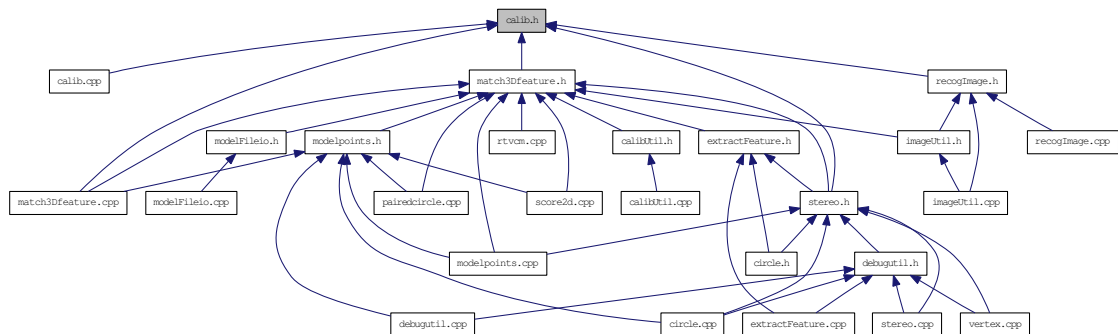 calib.h
calib.cpp
match3Dfeature.h
recogImage.h
modelFileio.h
modelpoints.h
rtvcm.cpp
calibUtil.h
extractFeature.h
imageUtil.h
recogImage.cpp
match3Dfeature.cpp
modelFileio.cpp
pairedcircle.cpp
score2d.cpp
calibUtil.cpp
stereo.h
imageUtil.cpp
modelpoints.cpp
circle.h
debugutil.h
debugutil.cpp
circle.cpp
extractFeature.cpp
stereo.cpp
vertex.cpp